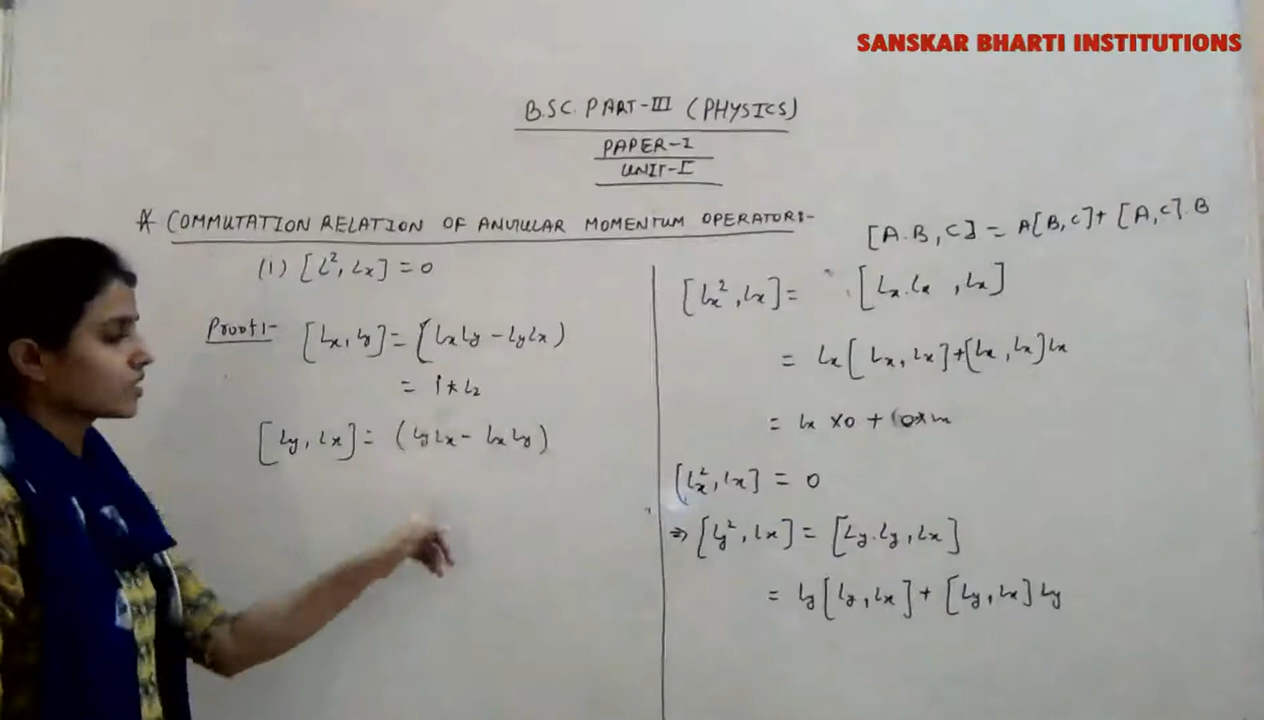 SANSKAR BHARTI INSTITUTIONS
B.SC. PART-III (PHYSICS)
PAPER-I
UNIT-I
* COMMUTATION RELATION OF ANGULAR MOMENTUM OPERATORS-
(1) [L², Lx] = 0
Proof:- [Lx, Ly] = (LxLy - LyLx)
= iħLz
[Ly, Lx] = (LyLx - LxLy)
[A.B, C] = A[B,C] + [A,C].B
[Lx², Lx] = [Lx.Lx , Lx]
= Lx[Lx, Lx] + [Lx, Lx]Lx
= Lx × 0 + 0 × Lx
[Lx², Lx] = 0
⇒ [Ly², Lx] = [Ly.Ly, Lx]
= Ly[Ly, Lx] + [Ly, Lx]Ly